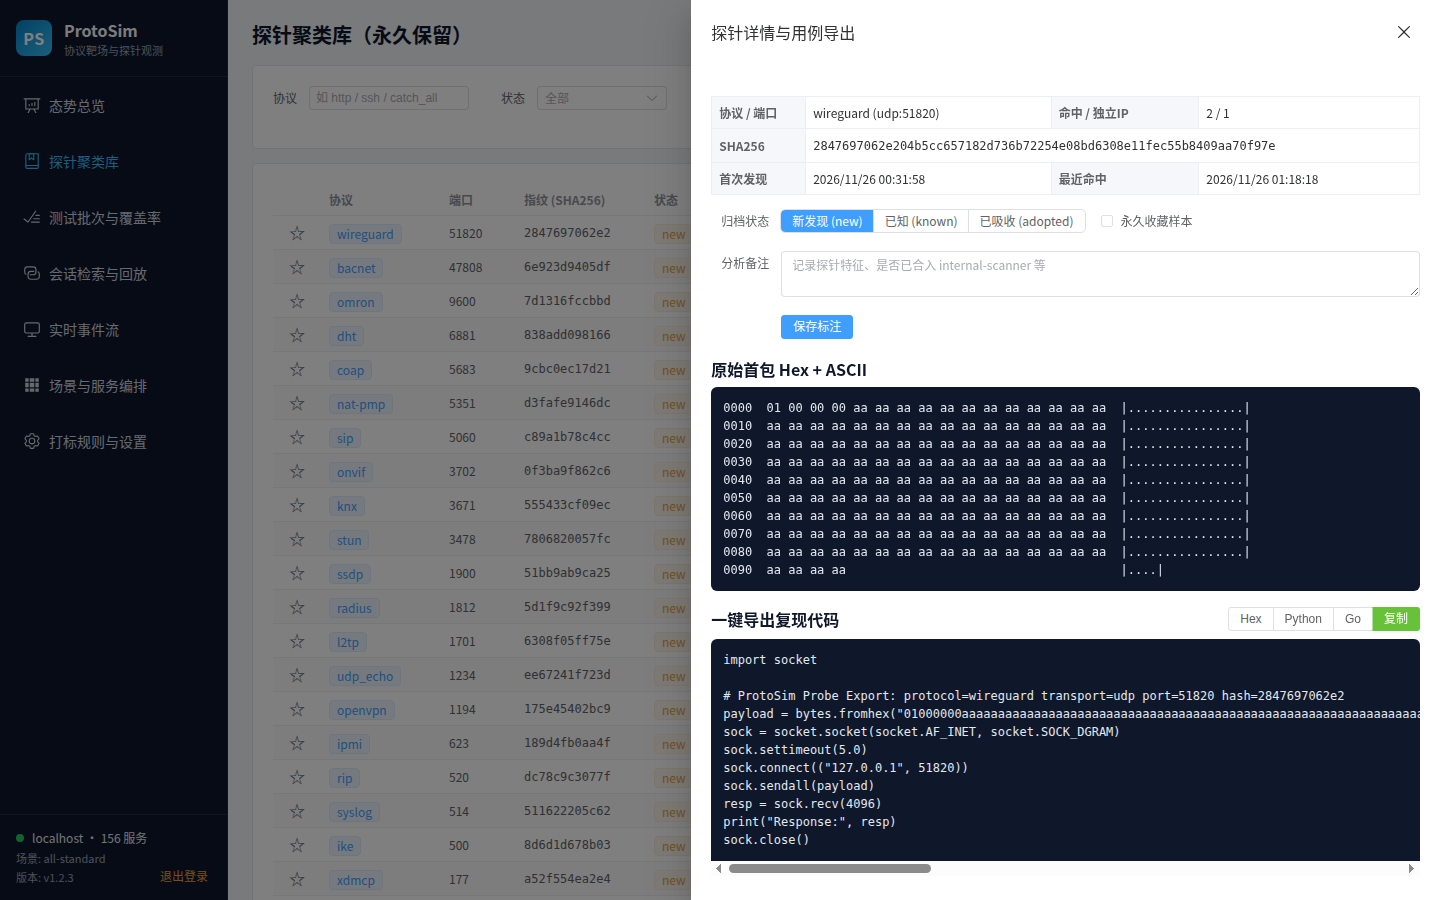 PS
ProtoSim
协议靶场与探针观测
态势总览
探针聚类库
测试批次与覆盖率
会话检索与回放
实时事件流
场景与服务编排
打标规则与设置
localhost · 156 服务
场景: all-standard
版本: v1.2.3
退出登录
探针聚类库（永久保留）
协议 如 http / ssh / catch_all 状态 全部
协议 端口 指纹 (SHA256) 状态
wireguard 51820 2847697062e2 new
bacnet 47808 6e923d9405df new
omron 9600 7d1316fccbbd new
dht 6881 838add098166 new
coap 5683 9cbc0ec17d21 new
nat-pmp 5351 d3fafe9146dc new
sip 5060 c89a1b78c4cc new
onvif 3702 0f3ba9f862c6 new
knx 3671 555433cf09ec new
stun 3478 7806820057fc new
ssdp 1900 51bb9ab9ca25 new
radius 1812 5d1f9c92f399 new
l2tp 1701 6308f05ff75e new
udp_echo 1234 ee67241f723d new
openvpn 1194 175e45402bc9 new
ipmi 623 189d4fb0aa4f new
rip 520 dc78c9c3077f new
syslog 514 511622205c62 new
ike 500 8d6d1d678b03 new
xdmcp 177 a52f554ea2e4 new
探针详情与用例导出
协议 / 端口 wireguard (udp:51820) 命中 / 独立IP 2 / 1
SHA256 2847697062e204b5cc657182d736b72254e08bd6308e11fec55b8409aa70f97e
首次发现 2026/11/26 00:31:58 最近命中 2026/11/26 01:18:18
归档状态 新发现 (new) 已知 (known) 已吸收 (adopted) 永久收藏样本
分析备注 记录探针特征、是否已合入 internal-scanner 等
保存标注
原始首包 Hex + ASCII
0000 01 00 00 00 aa aa aa aa aa aa aa aa aa aa aa aa |................|
0010 aa aa aa aa aa aa aa aa aa aa aa aa aa aa aa aa |................|
0020 aa aa aa aa aa aa aa aa aa aa aa aa aa aa aa aa |................|
0030 aa aa aa aa aa aa aa aa aa aa aa aa aa aa aa aa |................|
0040 aa aa aa aa aa aa aa aa aa aa aa aa aa aa aa aa |................|
0050 aa aa aa aa aa aa aa aa aa aa aa aa aa aa aa aa |................|
0060 aa aa aa aa aa aa aa aa aa aa aa aa aa aa aa aa |................|
0070 aa aa aa aa aa aa aa aa aa aa aa aa aa aa aa aa |................|
0080 aa aa aa aa aa aa aa aa aa aa aa aa aa aa aa aa |................|
0090 aa aa aa aa |....|
一键导出复现代码 Hex Python Go 复制
import socket
# ProtoSim Probe Export: protocol=wireguard transport=udp port=51820 hash=2847697062e2
payload = bytes.fromhex("01000000aaaaaaaaaaaaaaaaaaaaaaaaaaaaaaaaaaaaaaaaaaaaaaaaaaaaaaaaaaaaaaaa
sock = socket.socket(socket.AF_INET, socket.SOCK_DGRAM)
sock.settimeout(5.0)
sock.connect(("127.0.0.1", 51820))
sock.sendall(payload)
resp = sock.recv(4096)
print("Response:", resp)
sock.close()